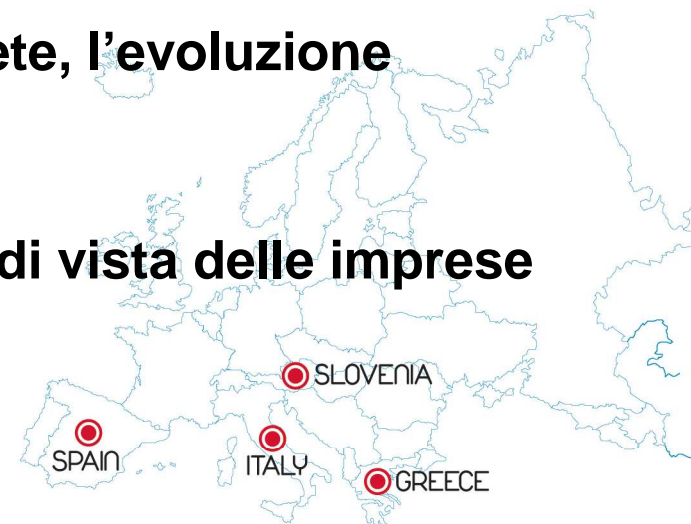 ete, l’evoluzione
di vista delle imprese
SLOVENIA
SPAIN
ITALY
GREECE